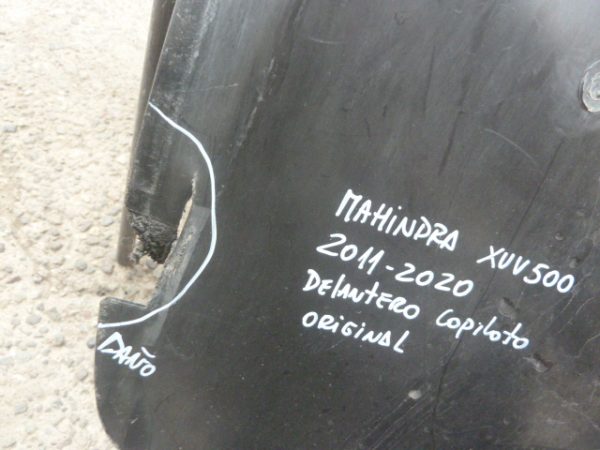 MAHINDRA XUV500
2011-2020
DELANTERO COPILOTO
ORIGINAL
DAÑO